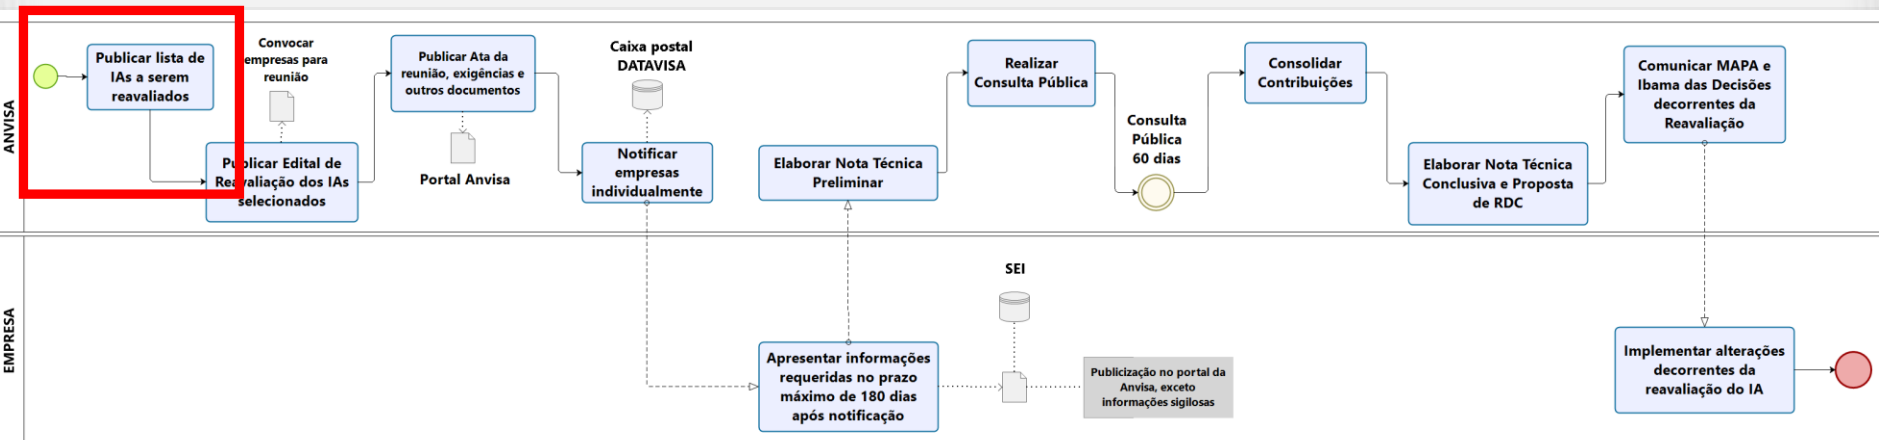 ANVISA
Publicar lista de
IAs a serem
reavaliados
Convocar
empresas para
reunião
Publicar Edital de
Reavaliação dos IAs
selecionados
Publicar Ata da
reunião, exigências e
outros documentos
Portal Anvisa
Caixa postal
DATAVISA
Notificar
empresas
individualmente
Elaborar Nota Técnica
Preliminar
Realizar
Consulta Pública
Consulta
Pública
60 dias
Consolidar
Contribuições
Elaborar Nota Técnica
Conclusiva e Proposta
de RDC
Comunicar MAPA e
Ibama das Decisões
decorrentes da
Reavaliação
EMPRESA
Apresentar informações
requeridas no prazo
máximo de 180 dias
após notificação
SEI
Publicização no portal da
Anvisa, exceto
informações sigilosas
Implementar alterações
decorrentes da
reavaliação do IA